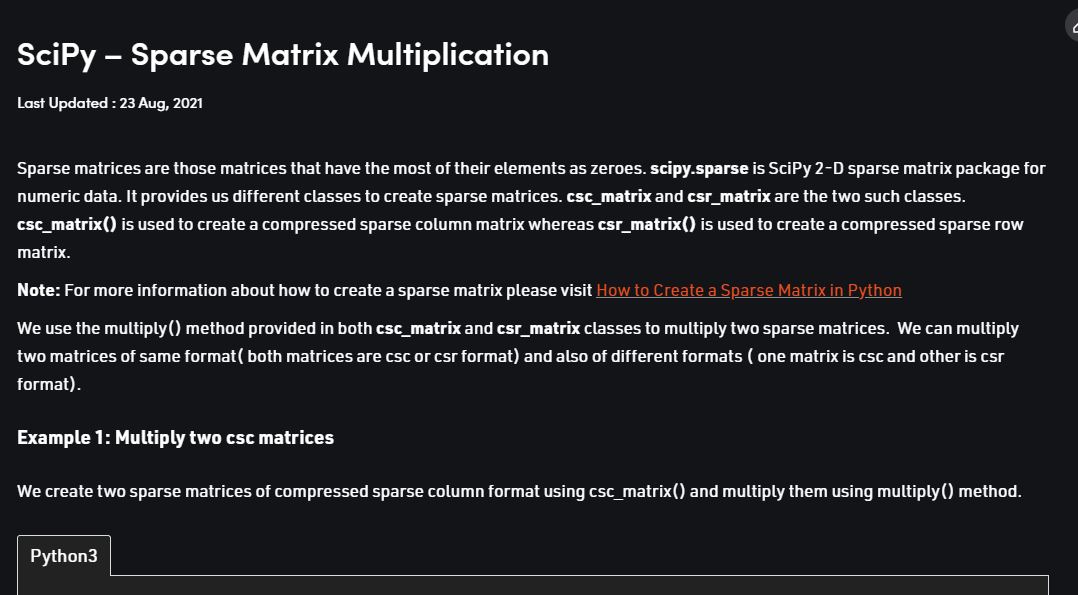 SciPy – Sparse Matrix Multiplication
Last Updated : 23 Aug, 2021
Sparse matrices are those matrices that have the most of their elements as zeroes. scipy.sparse is SciPy 2-D sparse matrix package for
numeric data. It provides us different classes to create sparse matrices. csc_matrix and csr_matrix are the two such classes.
csc_matrix() is used to create a compressed sparse column matrix whereas csr_matrix() is used to create a compressed sparse row
matrix.
Note: For more information about how to create a sparse matrix please visit How to Create a Sparse Matrix in Python
We use the multiply() method provided in both csc_matrix and csr_matrix classes to multiply two sparse matrices.  We can multiply
two matrices of same format( both matrices are csc or csr format) and also of different formats ( one matrix is csc and other is csr
format).
Example 1: Multiply two csc matrices
We create two sparse matrices of compressed sparse column format using csc_matrix() and multiply them using multiply() method.
Python3